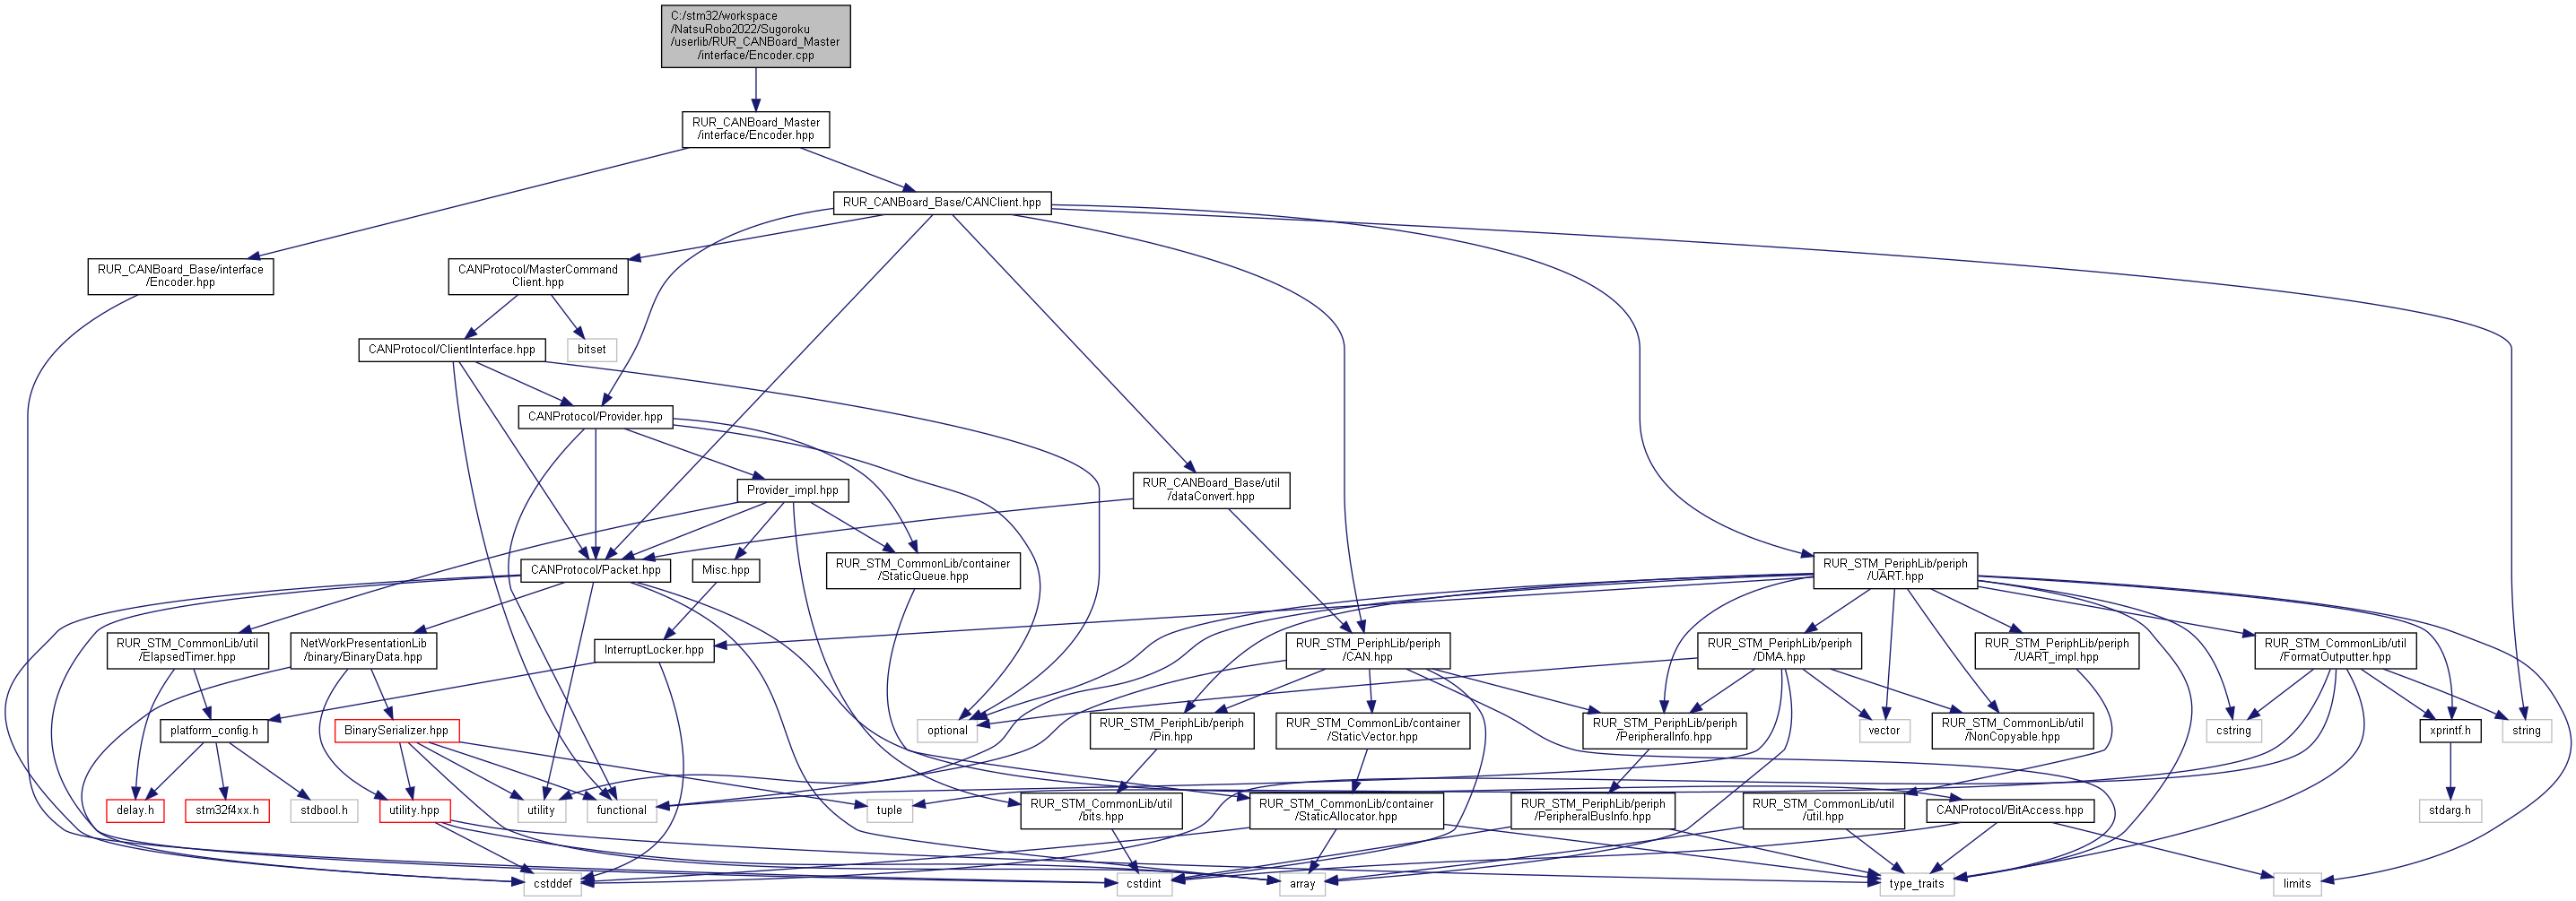 C:/stm32/workspace
/NatsuRobo2022/Sugoroku
/userlib/RUR_CANBoard_Master
/interface/Encoder.cpp
RUR_CANBoard_Master
/interface/Encoder.hpp
RUR_CANBoard_Base/CANClient.hpp
RUR_CANBoard_Base/interface
/Encoder.hpp
CANProtocol/MasterCommand
Client.hpp
CANProtocol/ClientInterface.hpp
bitset
CANProtocol/Provider.hpp
Provider_impl.hpp
RUR_CANBoard_Base/util
/dataConvert.hpp
CANProtocol/Packet.hpp
Misc.hpp
RUR_STM_CommonLib/container
/StaticQueue.hpp
RUR_STM_PeriphLib/periph
/UART.hpp
RUR_STM_CommonLib/util
/ElapsedTimer.hpp
NetWorkPresentationLib
/binary/BinaryData.hpp
InterruptLocker.hpp
RUR_STM_PeriphLib/periph
/CAN.hpp
RUR_STM_PeriphLib/periph
/DMA.hpp
RUR_STM_PeriphLib/periph
/UART_impl.hpp
RUR_STM_CommonLib/util
/FormatOutputter.hpp
platform_config.h
BinarySerializer.hpp
optional
RUR_STM_PeriphLib/periph
/Pin.hpp
RUR_STM_CommonLib/container
/StaticVector.hpp
RUR_STM_PeriphLib/periph
/PeripheralInfo.hpp
vector
RUR_STM_CommonLib/util
/NonCopyable.hpp
cstring
xprintf.h
string
delay.h
stm32f4xx.h
stdbool.h
utility.hpp
utility
functional
tuple
RUR_STM_CommonLib/util
/bits.hpp
RUR_STM_CommonLib/container
/StaticAllocator.hpp
RUR_STM_PeriphLib/periph
/PeripheralBusInfo.hpp
RUR_STM_CommonLib/util
/util.hpp
CANProtocol/BitAccess.hpp
stdarg.h
cstddef
cstdint
array
type_traits
limits